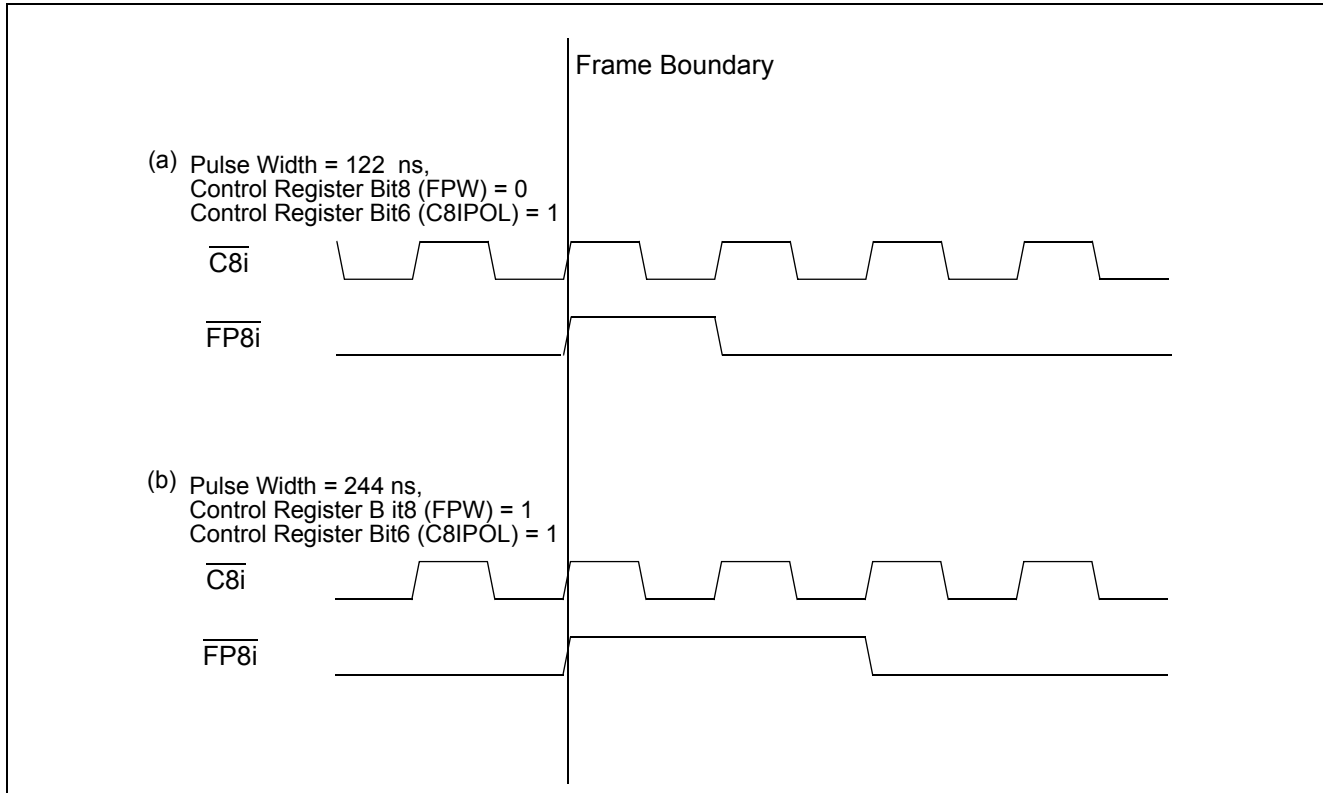 Frame Boundary
(a) Pulse Width = 122 ns,
Control Register Bit8 (FPW) = 0
Control Register Bit6 (C8IPOL) = 1
C8i
FP8i
(b) Pulse Width = 244 ns,
Control Register B it8 (FPW) = 1
Control Register Bit6 (C8IPOL) = 1
C8i
FP8i